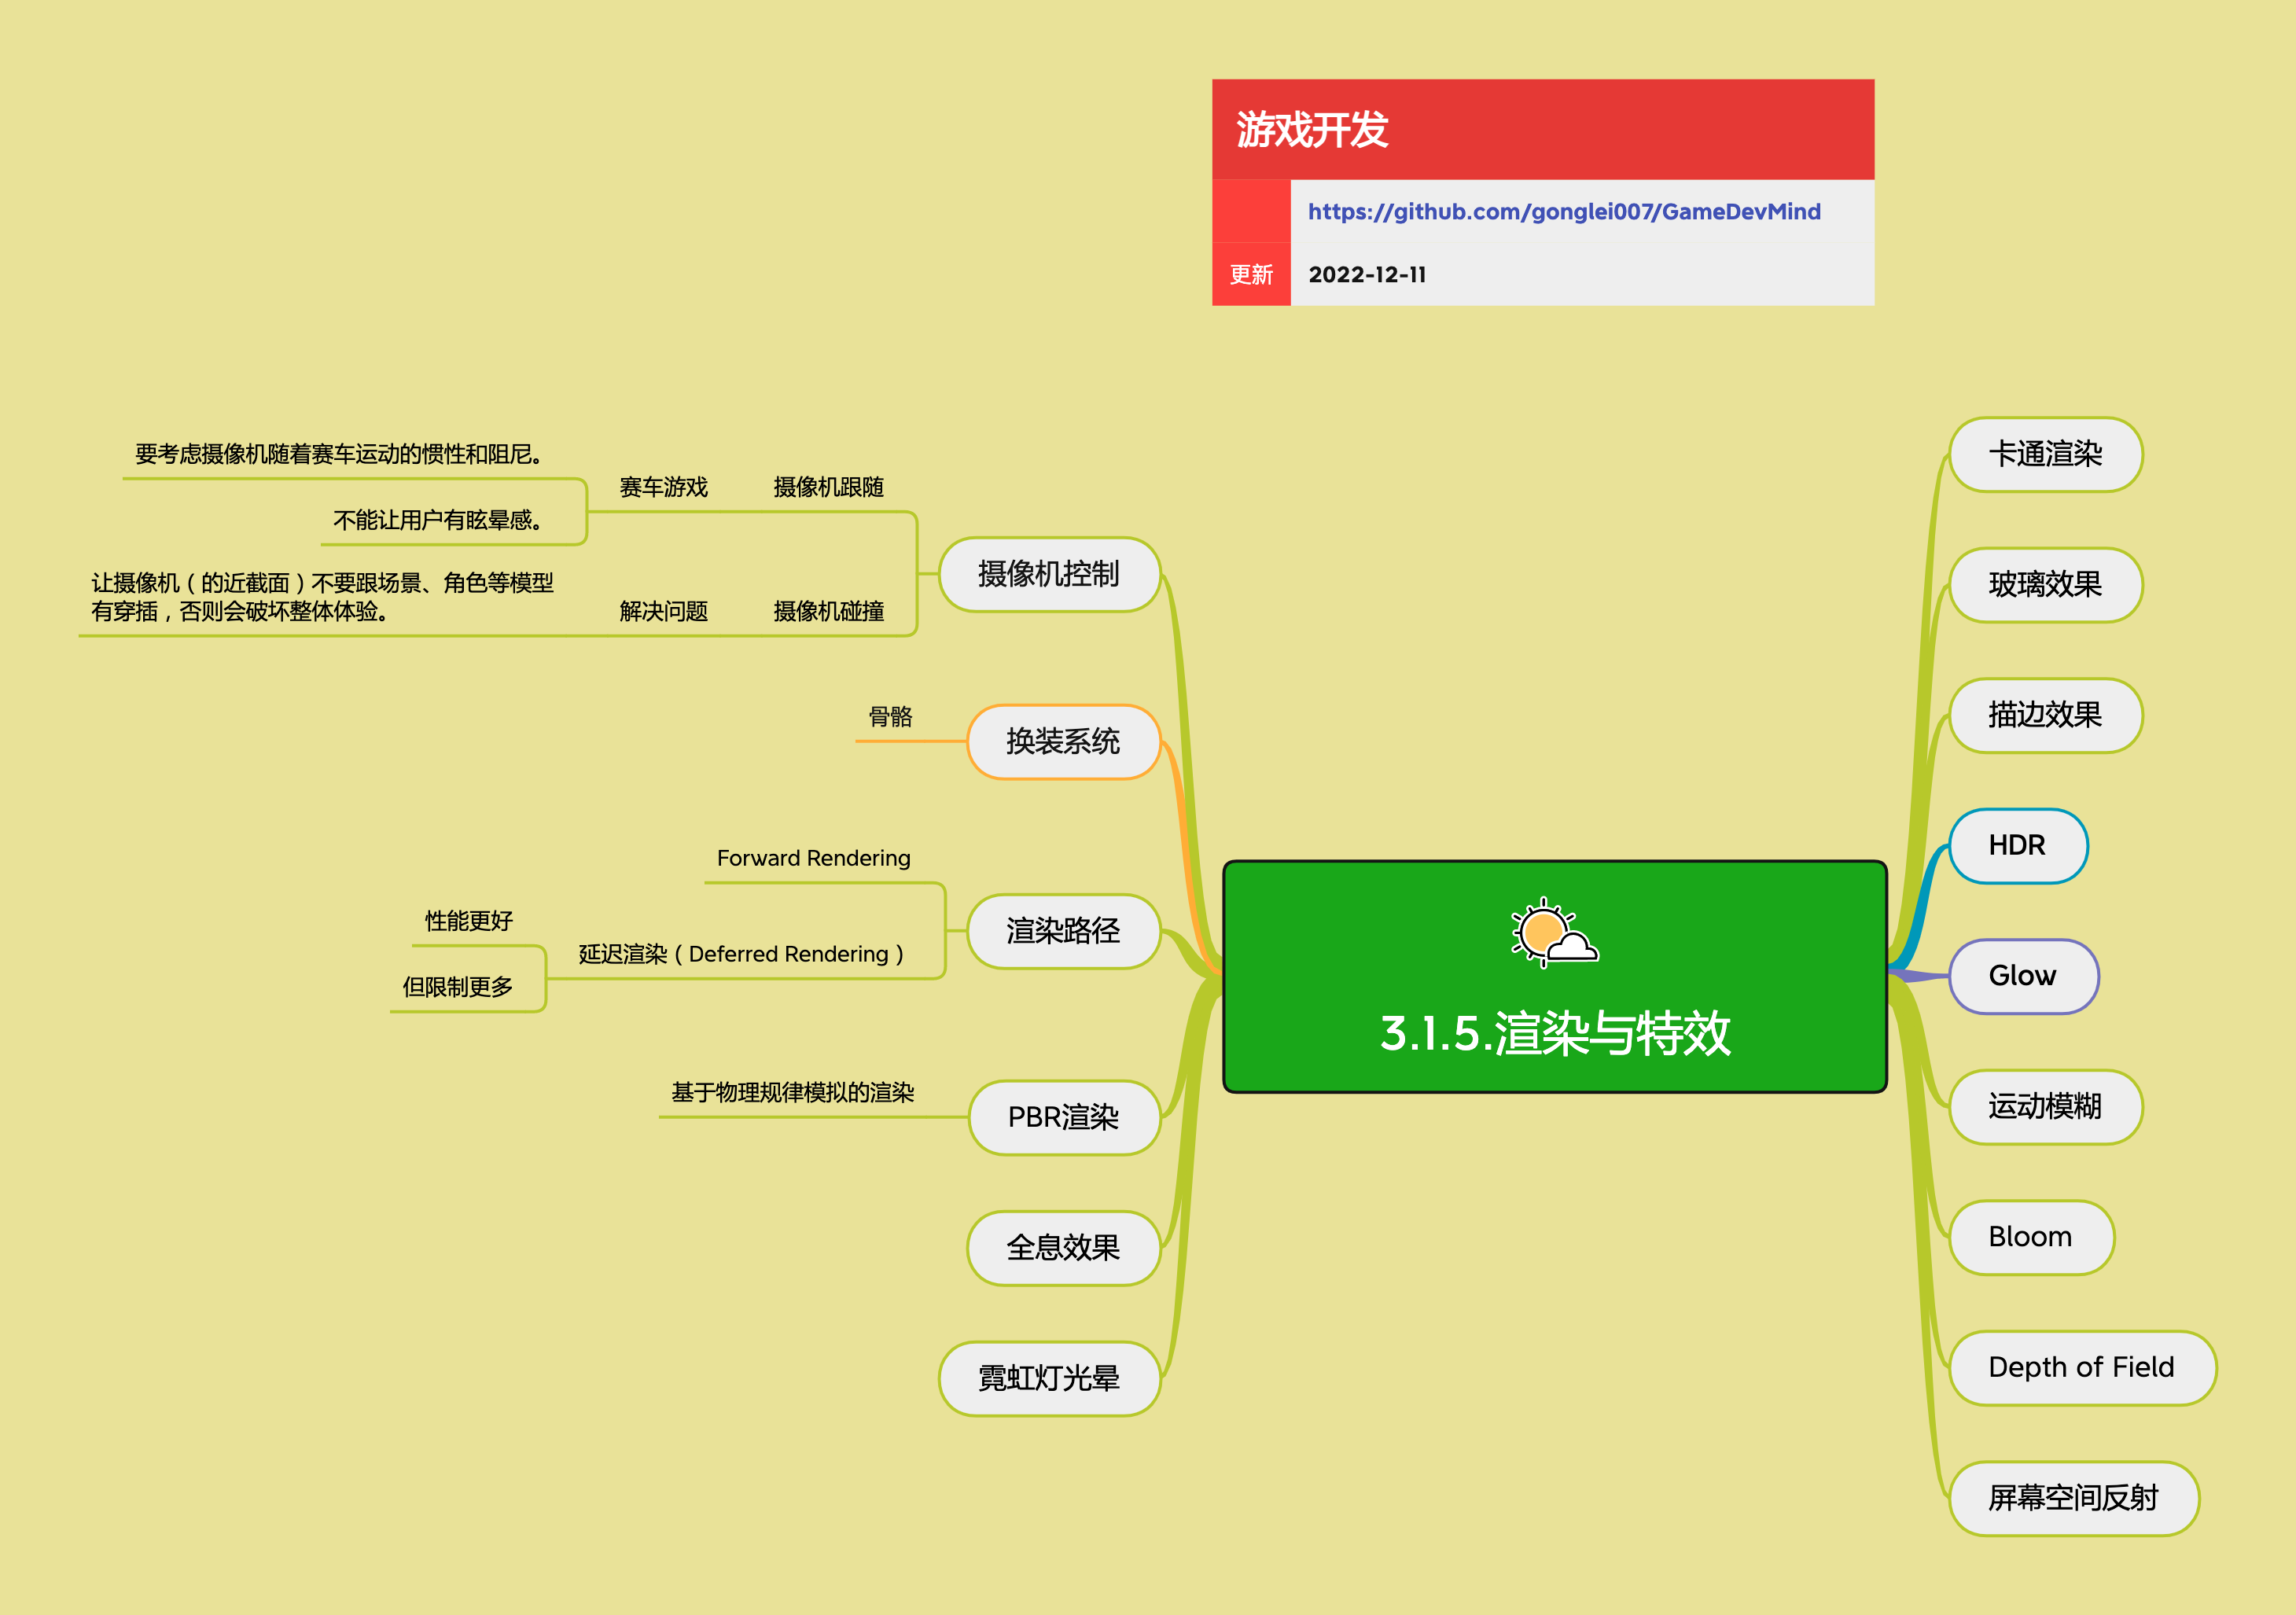 游戏开发
https://github.com/gonglei007/GameDevMind
更新 2022-12-11
3.1.5.渲染与特效
卡通渲染
玻璃效果
描边效果
HDR
Glow
运动模糊
Bloom
Depth of Field
屏幕空间反射
摄像机控制
摄像机跟随
赛车游戏
要考虑摄像机随着赛车运动的惯性和阻尼。
不能让用户有眩晕感。
摄像机碰撞
解决问题
让摄像机（的近截面）不要跟场景、角色等模型
有穿插，否则会破坏整体体验。
换装系统
骨骼
渲染路径
Forward Rendering
延迟渲染（Deferred Rendering）
性能更好
但限制更多
PBR渲染
基于物理规律模拟的渲染
全息效果
霓虹灯光晕